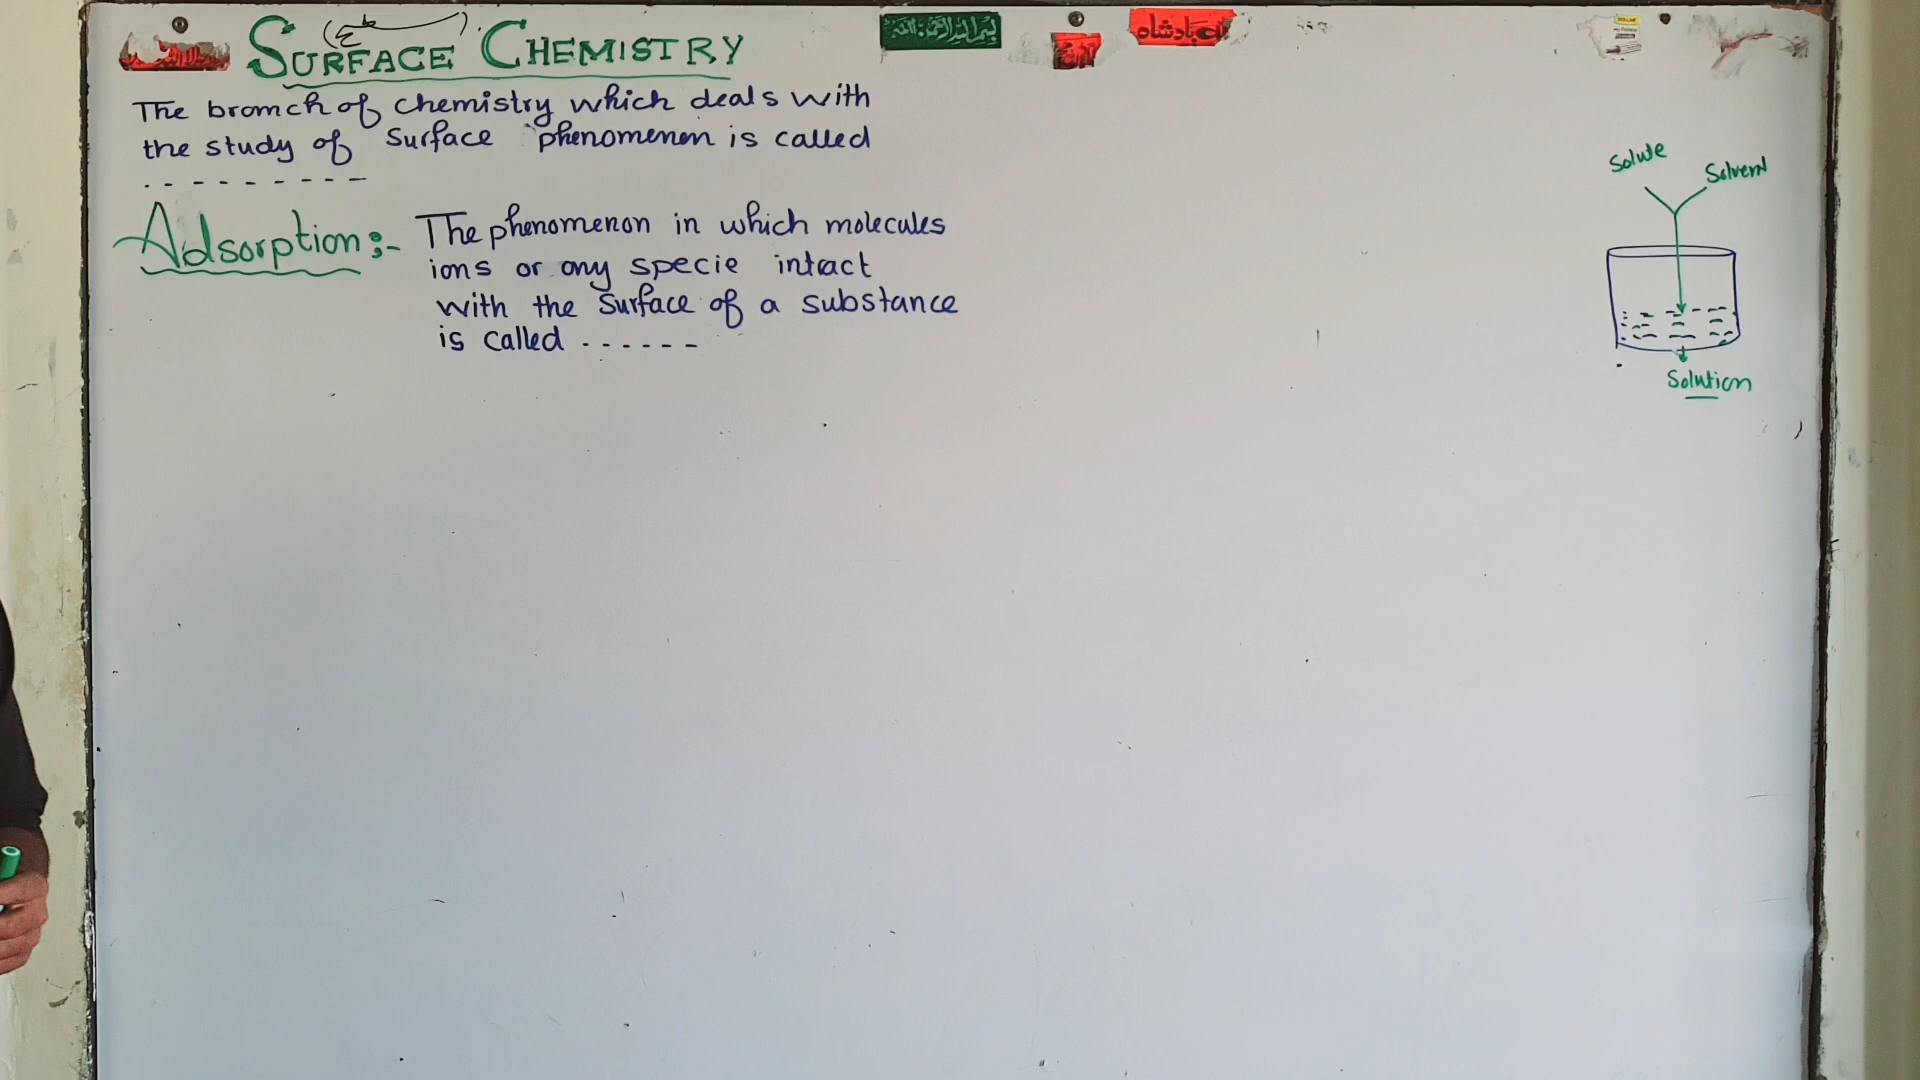 SURFACE CHEMISTRY
The branch of chemistry which deals with
the study of surface phenomenon is called
- - - - - - - - -
Adsorption:- The phenomenon in which molecules
ions or any specie intact
with the surface of a substance
is called - - - - - -
Solute
Solvent
Solution